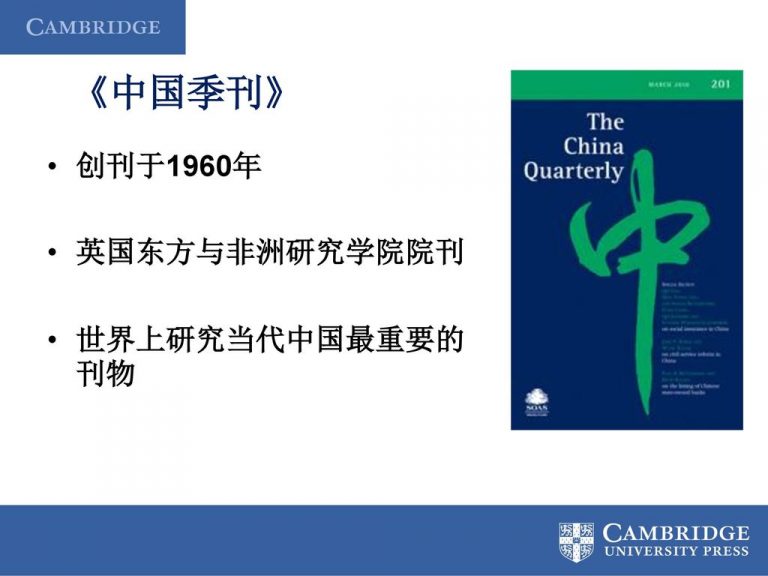 CAMBRIDGE
《中国季刊》
• 创刊于1960年
• 英国东方与非洲研究学院院刊
• 世界上研究当代中国最重要的
刊物
MARCH 2010 201
The
China
Quarterly
中
SPECIAL SECTION
on social insurance in China
on civil service reform in
China
on the listing of Chinese
state-owned banks
SOAS
CAMBRIDGE
UNIVERSITY PRESS